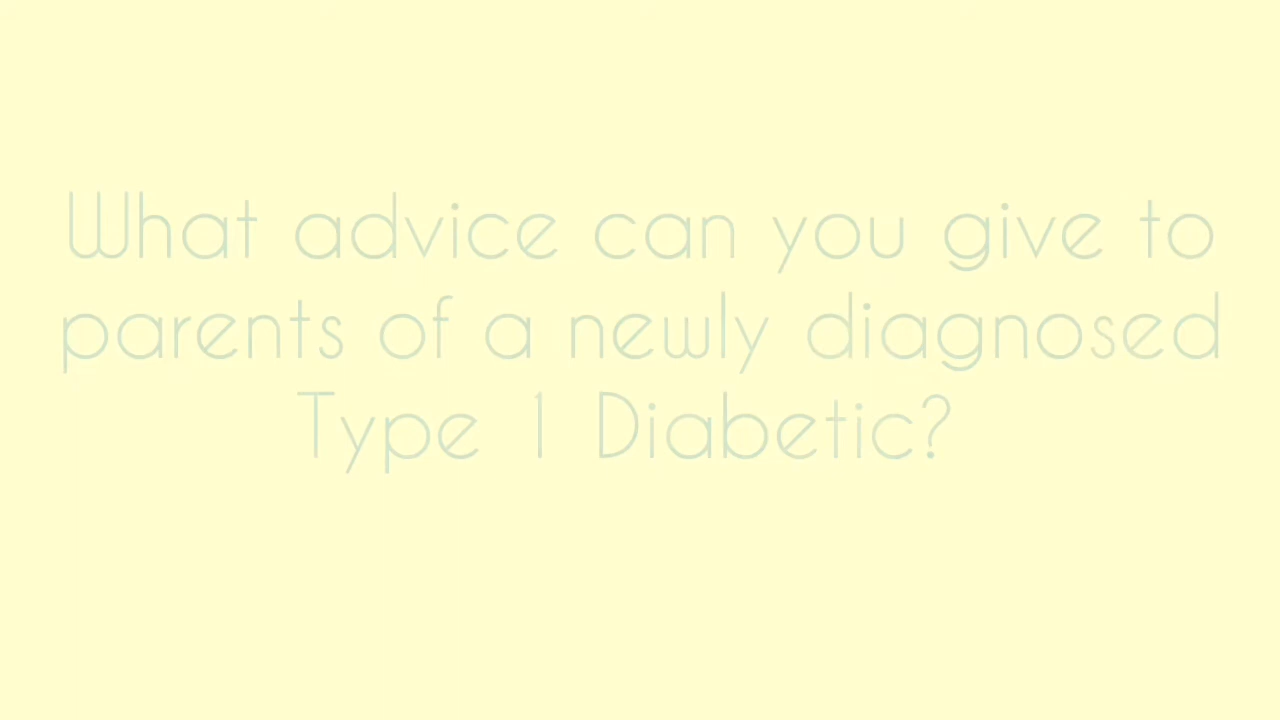 What advice can you give to
parents of a newly diagnosed
Type 1 Diabetic?